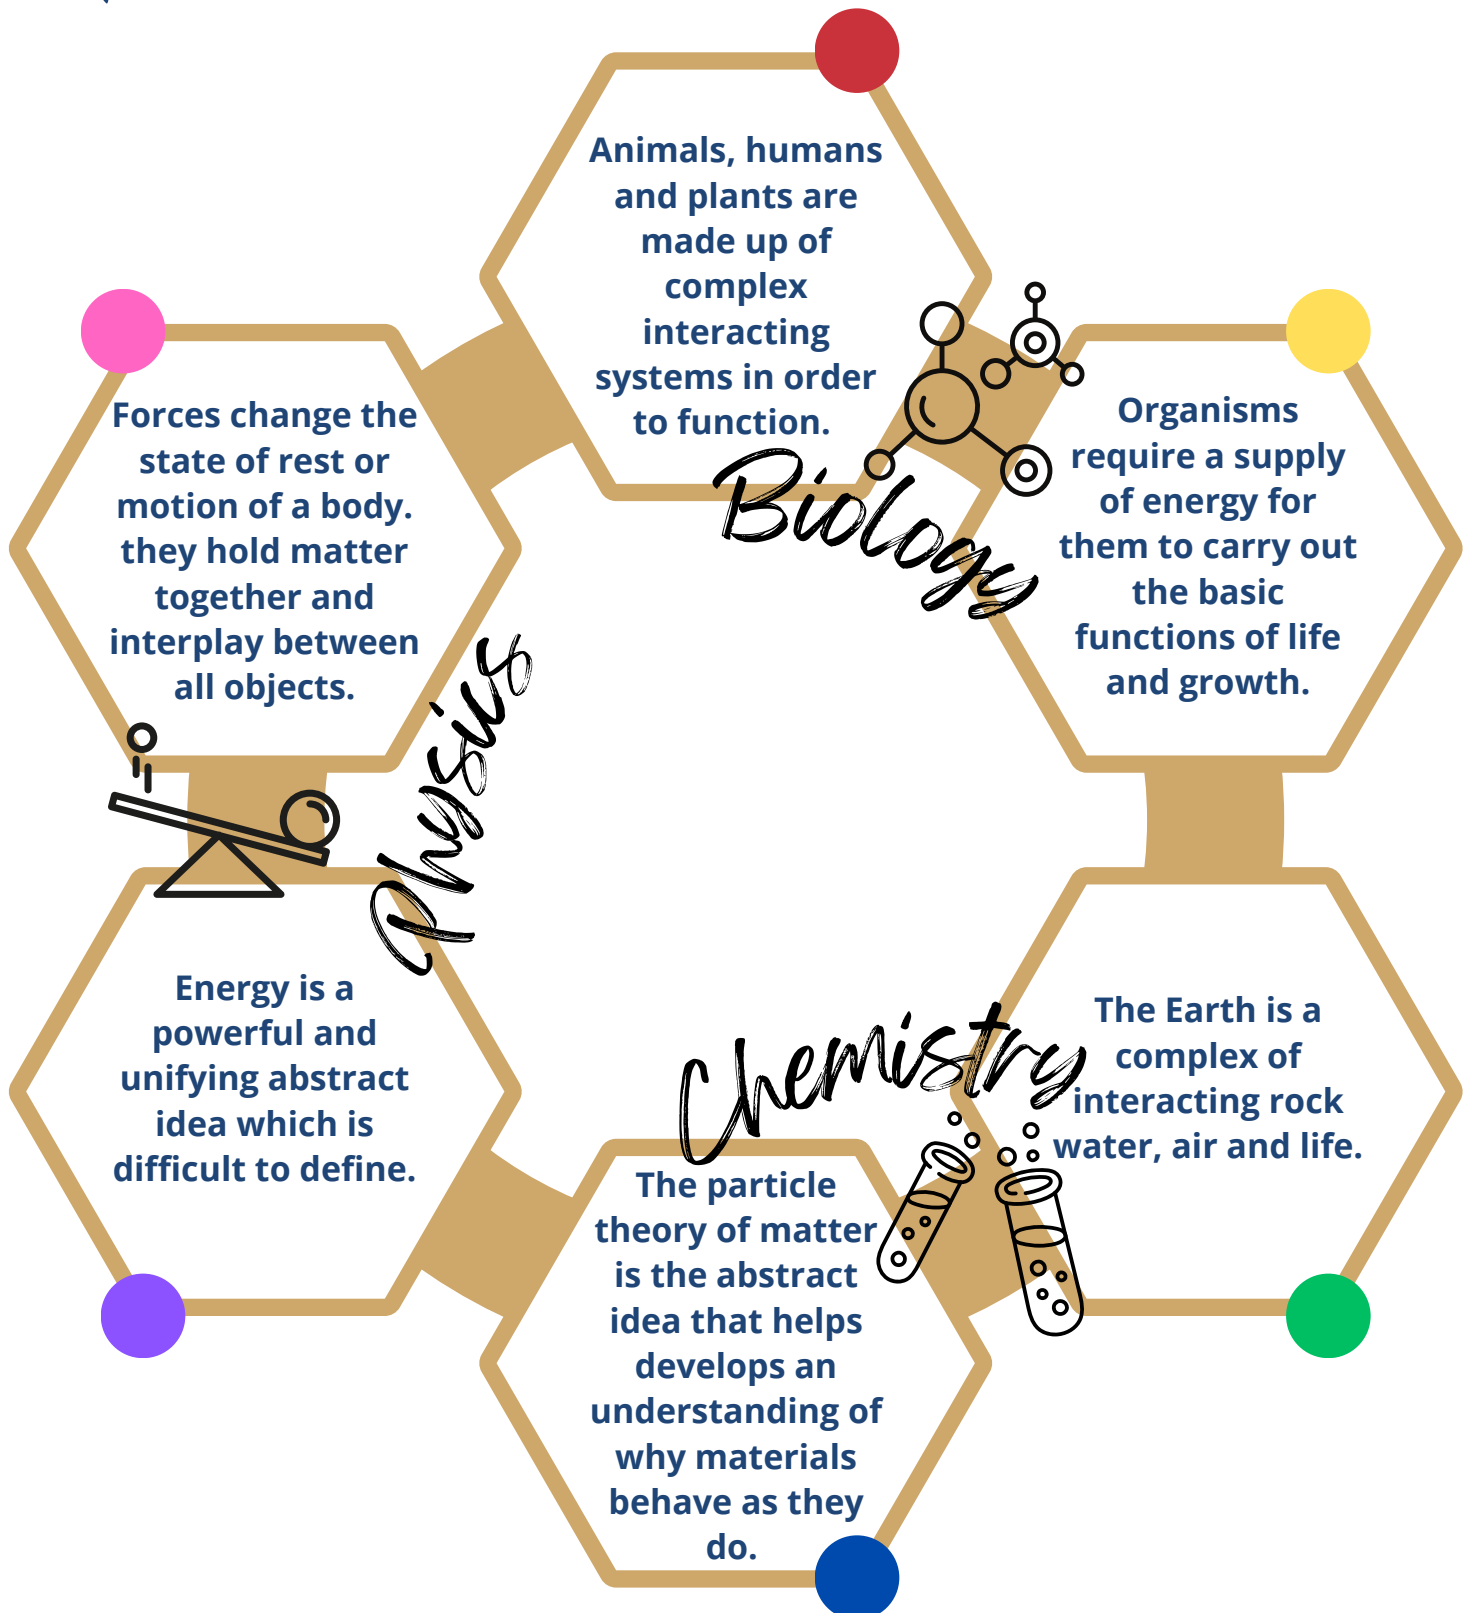 Animals, humans
and plants are
made up of
complex
interacting
systems in order
to function.
Forces change the
state of rest or
motion of a body.
they hold matter
together and
interplay between
all objects.
Organisms
require a supply
of energy for
them to carry out
the basic
functions of life
and growth.
Biology
Physics
Energy is a
powerful and
unifying abstract
idea which is
difficult to define.
Chemistry
The Earth is a
complex of
interacting rock
water, air and life.
The particle
theory of matter
is the abstract
idea that helps
develops an
understanding of
why materials
behave as they
do.